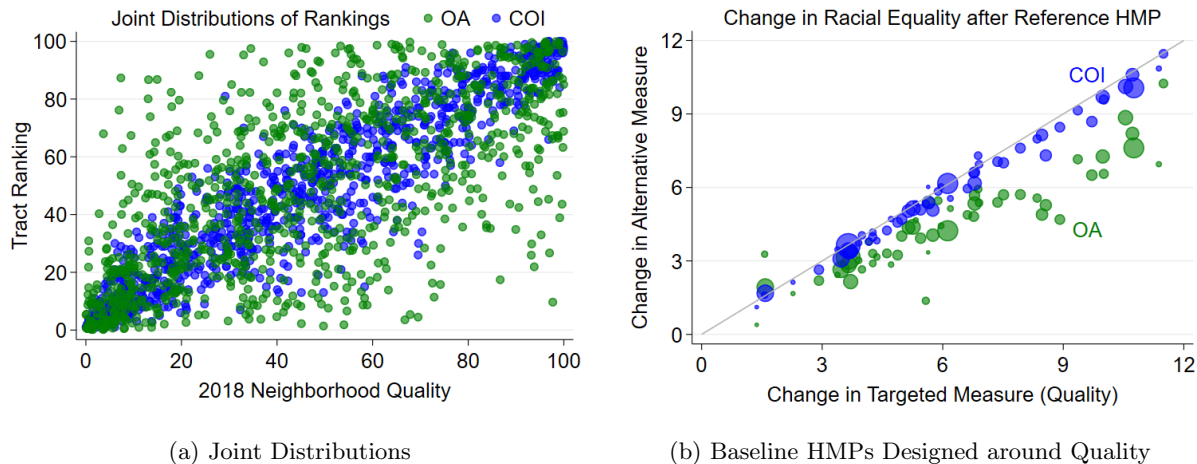 Joint Distributions of Rankings OA COI
100
80
60
40
20
0
Tract Ranking
0 20 40 60 80 100
2018 Neighborhood Quality
(a) Joint Distributions
Change in Racial Equality after Reference HMP
12
9
6
3
0
Change in Alternative Measure
COI
OA
0 3 6 9 12
Change in Targeted Measure (Quality)
(b) Baseline HMPs Designed around Quality